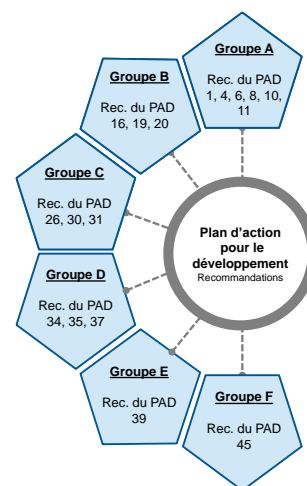 Groupe A
Rec. du PAD
1, 4, 6, 8, 10,
11
Groupe B
Rec. du PAD
16, 19, 20
Groupe C
Rec. du PAD
26, 30, 31
Groupe D
Rec. du PAD
34, 35, 37
Groupe E
Rec. du PAD
39
Groupe F
Rec. du PAD
45
Plan d’action
pour le
développement
Recommandations